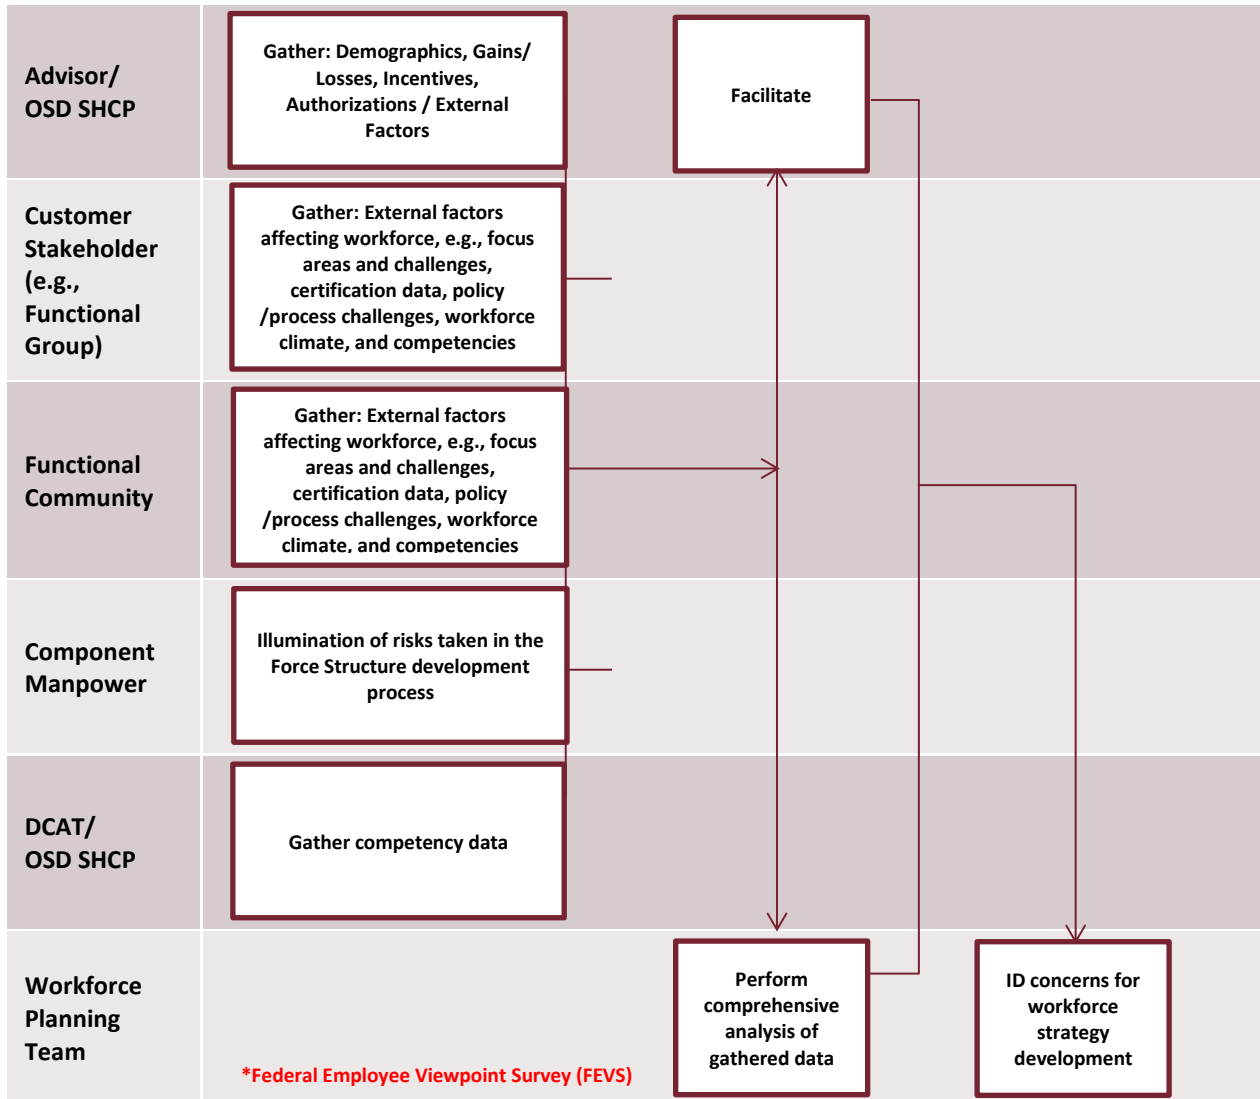 Advisor/
OSD SHCP
Gather: Demographics, Gains/
Losses, Incentives,
Authorizations / External
Factors
Facilitate
Customer
Stakeholder
(e.g.,
Functional
Group)
Gather: External factors
affecting workforce, e.g., focus
areas and challenges,
certification data, policy
/process challenges, workforce
climate, and competencies
Functional
Community
Gather: External factors
affecting workforce, e.g., focus
areas and challenges,
certification data, policy
/process challenges, workforce
climate, and competencies
Component
Manpower
Illumination of risks taken in the
Force Structure development
process
DCAT/
OSD SHCP
Gather competency data
Workforce
Planning
Team
*Federal Employee Viewpoint Survey (FEVS)
Perform
comprehensive
analysis of
gathered data
ID concerns for
workforce
strategy
development